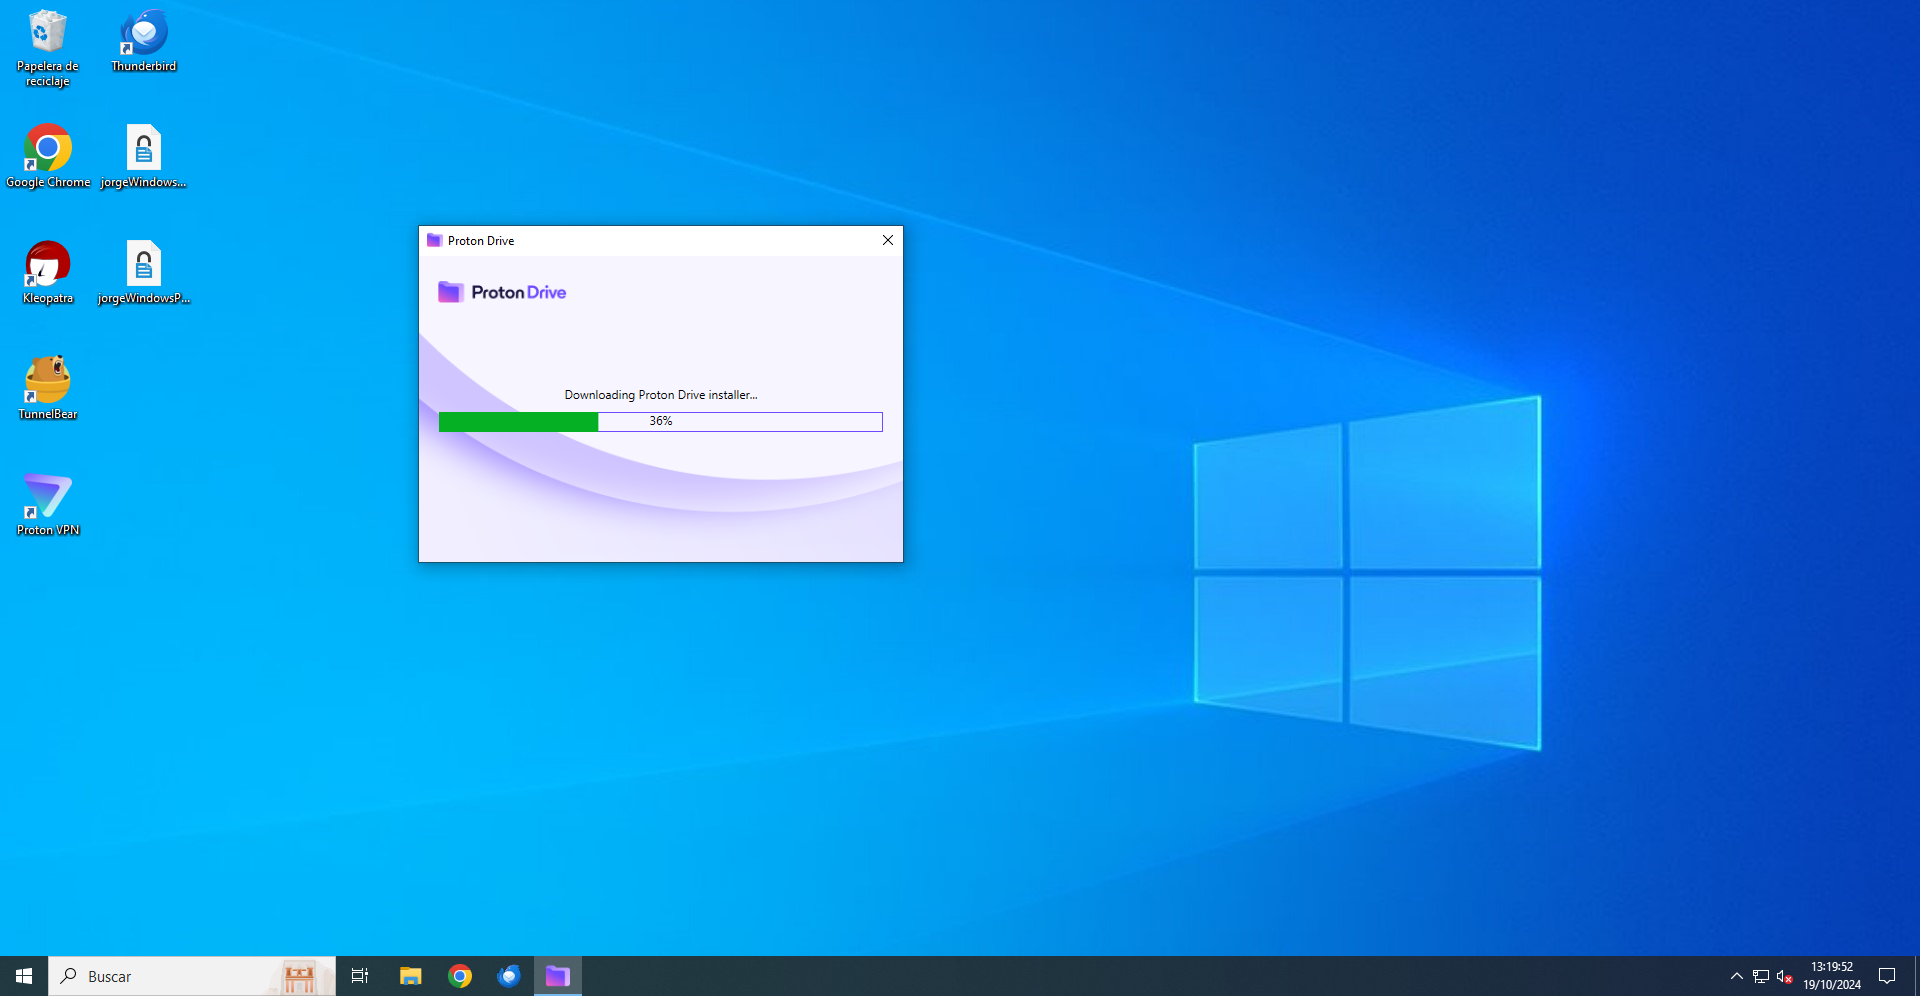 Papelera de
reciclaje
Thunderbird
Google Chrome
jorgeWindows...
Kleopatra
jorgeWindowsP...
TunnelBear
Proton VPN
Proton Drive
Proton Drive
Downloading Proton Drive installer...
36%
Buscar
13:19:52
19/10/2024